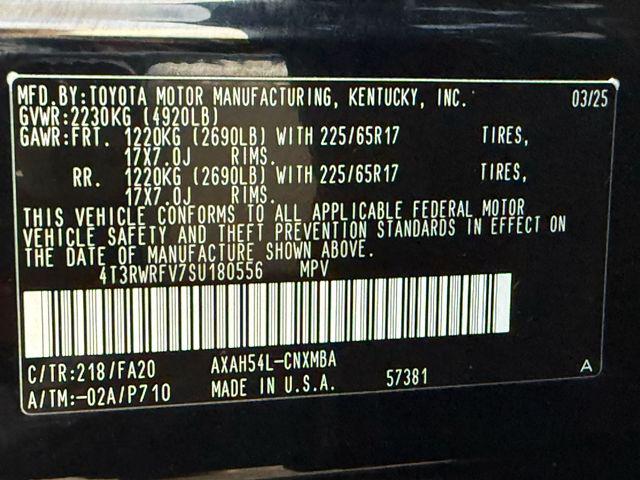 MFD.BY:TOYOTA MOTOR MANUFACTURING, KENTUCKY, INC. 03/25
GVWR:2230KG (4920LB)
GAWR:FRT. 1220KG (2690LB) WITH 225/65R17 TIRES,
17X7.0J RIMS.
RR. 1220KG (2690LB) WITH 225/65R17 TIRES,
17X7.0J RIMS.
THIS VEHICLE CONFORMS TO ALL APPLICABLE FEDERAL MOTOR
VEHICLE SAFETY AND THEFT PREVENTION STANDARDS IN EFFECT ON
THE DATE OF MANUFACTURE SHOWN ABOVE.
4T3RWRFV7SU180556 MPV
C/TR:218/FA20 AXAH54L-CNXMBA
A/TM:-02A/P710 MADE IN U.S.A. 57381 A